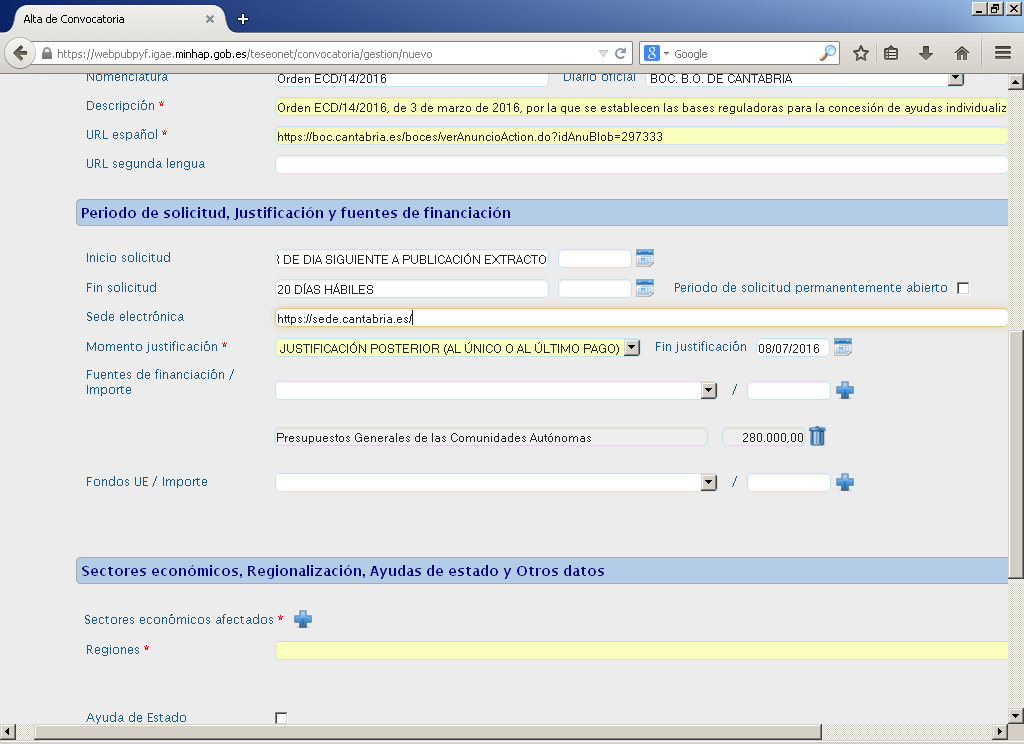 Alta de Convocatoria
https://webpubpyf.igae.minhap.gob.es/teseonet/convocatoria/gestion/nuevo
Google
Nomenclatura Orden ECD/14/2016 Diario oficial BOC. B.O. DE CANTABRIA
Descripción * Orden ECD/14/2016, de 3 de marzo de 2016, por la que se establecen las bases reguladoras para la concesión de ayudas individualiz
URL español * https://boc.cantabria.es/boces/verAnuncioAction.do?idAnuBlob=297333
URL segunda lengua
Periodo de solicitud, Justificación y fuentes de financiación
Inicio solicitud R DE DIA SIGUIENTE A PUBLICACIÓN EXTRACTO
Fin solicitud 20 DÍAS HÁBILES Periodo de solicitud permanentemente abierto
Sede electrónica https://sede.cantabria.es/
Momento justificación * JUSTIFICACIÓN POSTERIOR (AL ÚNICO O AL ÚLTIMO PAGO) Fin justificación 08/07/2016
Fuentes de financiación /
Importe /
Presupuestos Generales de las Comunidades Autónomas 280.000,00
Fondos UE / Importe /
Sectores económicos, Regionalización, Ayudas de estado y Otros datos
Sectores económicos afectados *
Regiones *
Ayuda de Estado